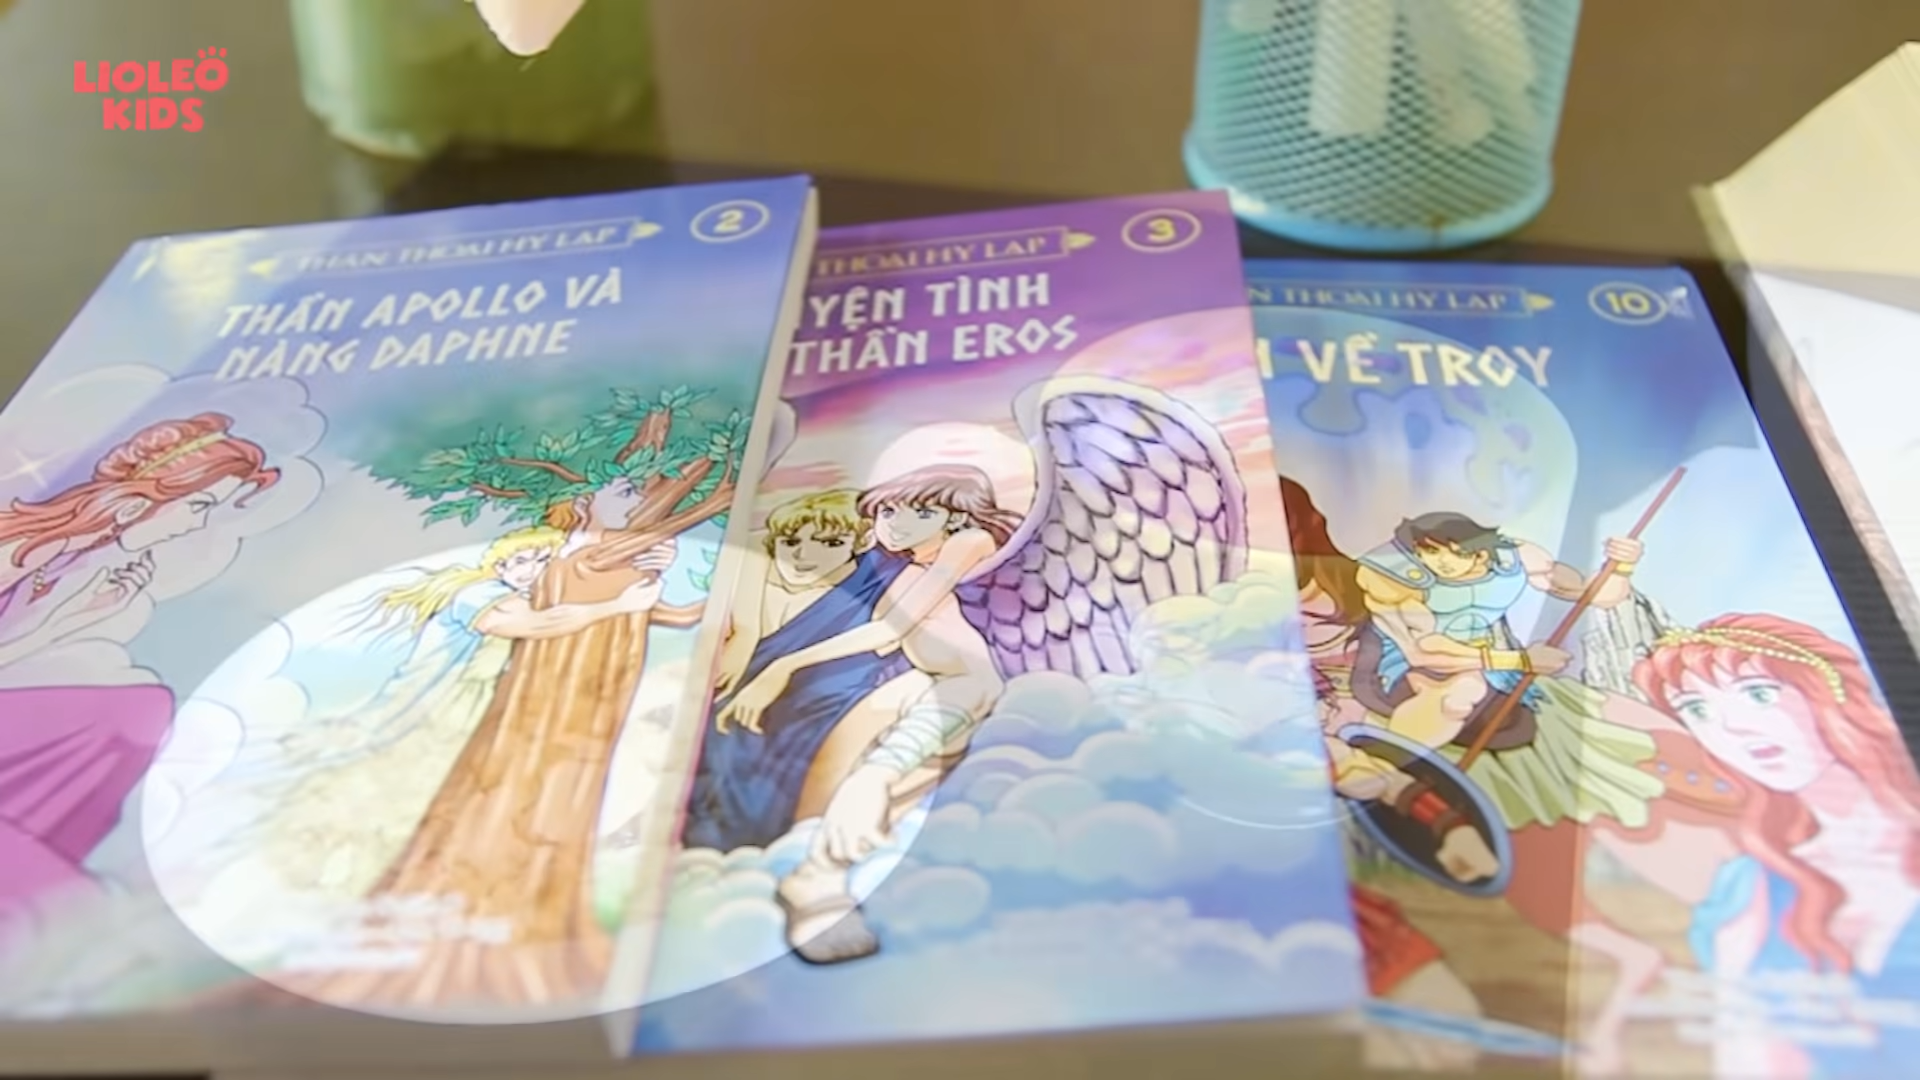 LIOLEO
KIDS
THẦN THOẠI HY LẠP
2
THẦN APOLLO VÀ
NÀNG DAPHNE
THOẠI HY LẠP
3
YỆN TÌNH
THẦN EROS
N THOẠI HY LẠP
10
VỀ TROY